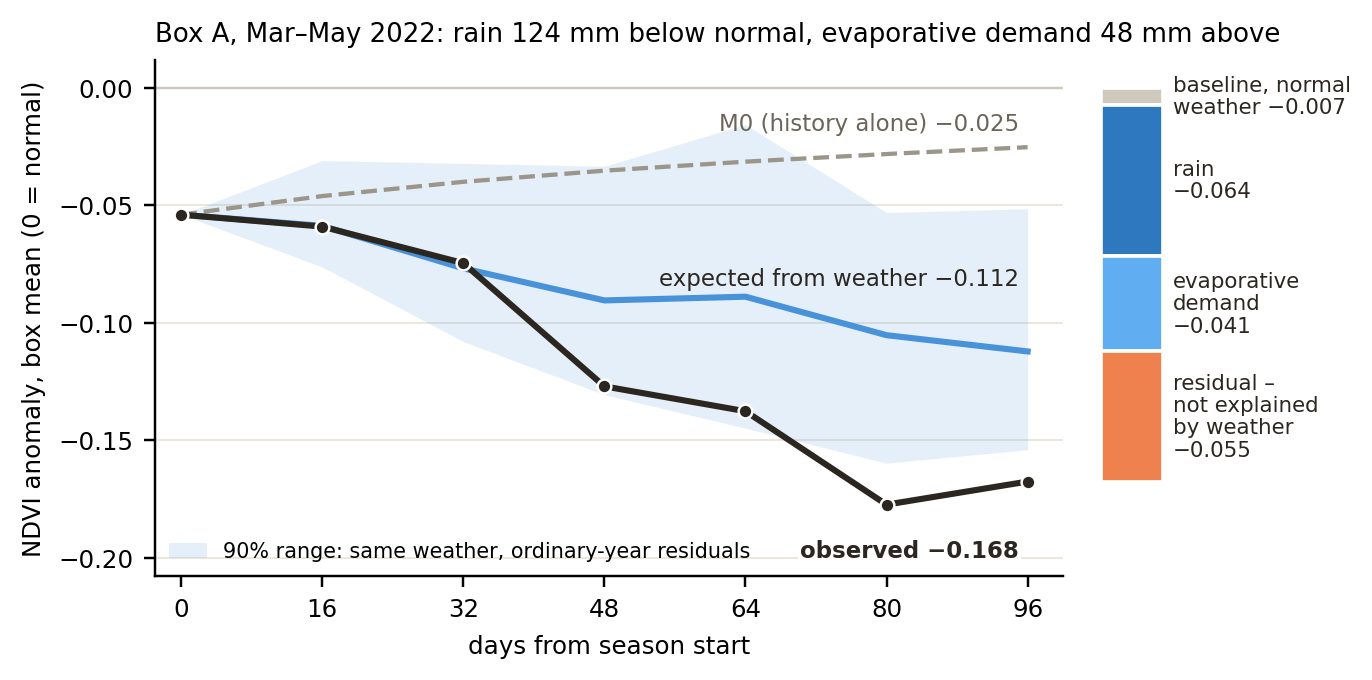 Box A, Mar–May 2022: rain 124 mm below normal, evaporative demand 48 mm above
NDVI anomaly, box mean (0 = normal)
0.00
−0.05
−0.10
−0.15
−0.20
M0 (history alone) −0.025
expected from weather −0.112
90% range: same weather, ordinary-year residuals
observed −0.168
0
16
32
48
64
80
96
days from season start
baseline, normal
weather −0.007
rain
−0.064
evaporative
demand
−0.041
residual –
not explained
by weather
−0.055